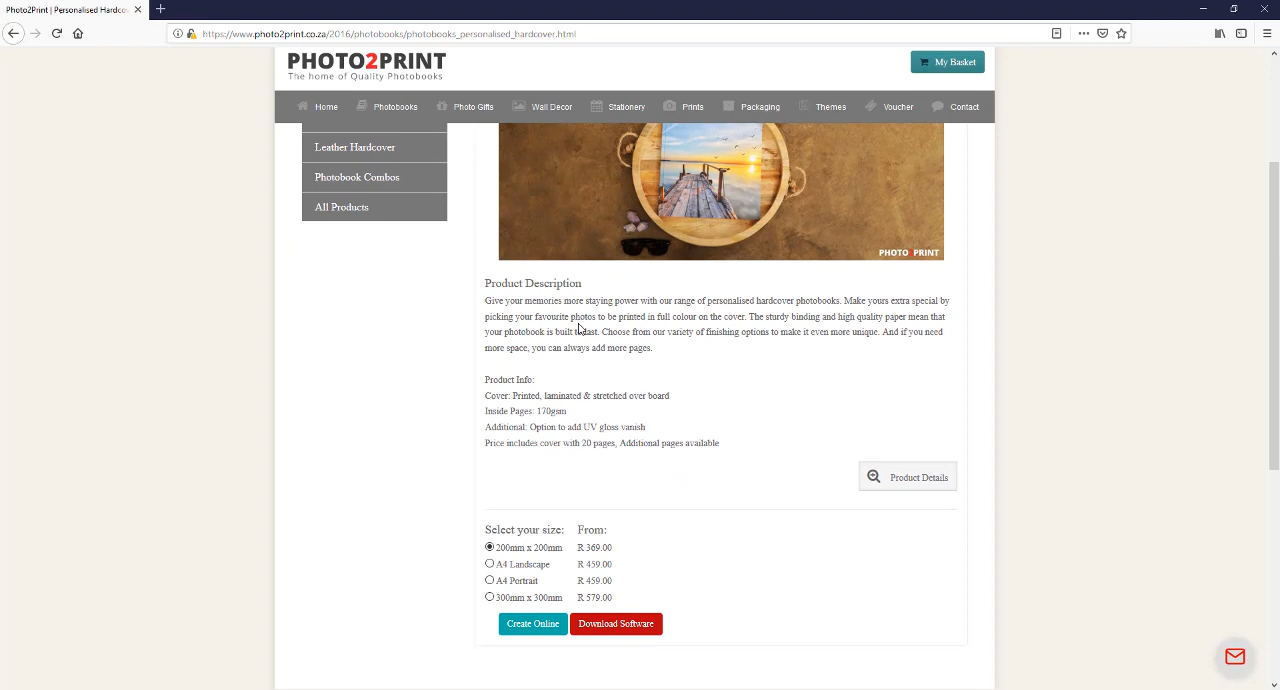 Photo2Print | Personalised Hardco
https://www.photo2print.co.za/2016/photobooks/photobooks_personalised_hardcover.html
PHOTO2PRINT
The home of Quality Photobooks
My Basket
Home Photobooks Photo Gifts Wall Decor Stationery Prints Packaging Themes Voucher Contact
Leather Hardcover
Photobook Combos
All Products
PHOTO2PRINT
Product Description
Give your memories more staying power with our range of personalised hardcover photobooks. Make yours extra special by
picking your favourite photos to be printed in full colour on the cover. The sturdy binding and high quality paper mean that
your photobook is built to last. Choose from our variety of finishing options to make it even more unique. And if you need
more space, you can always add more pages.
Product Info:
Cover: Printed, laminated & stretched over board
Inside Pages: 170gsm
Additional: Option to add UV gloss vanish
Price includes cover with 20 pages, Additional pages available
Product Details
Select your size: From:
200mm x 200mm R 369.00
A4 Landscape R 459.00
A4 Portrait R 459.00
300mm x 300mm R 579.00
Create Online Download Software